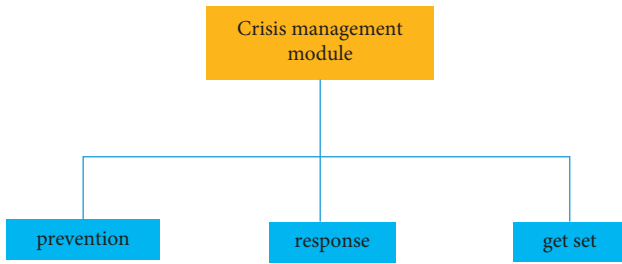 Crisis management
module
prevention
response
get set